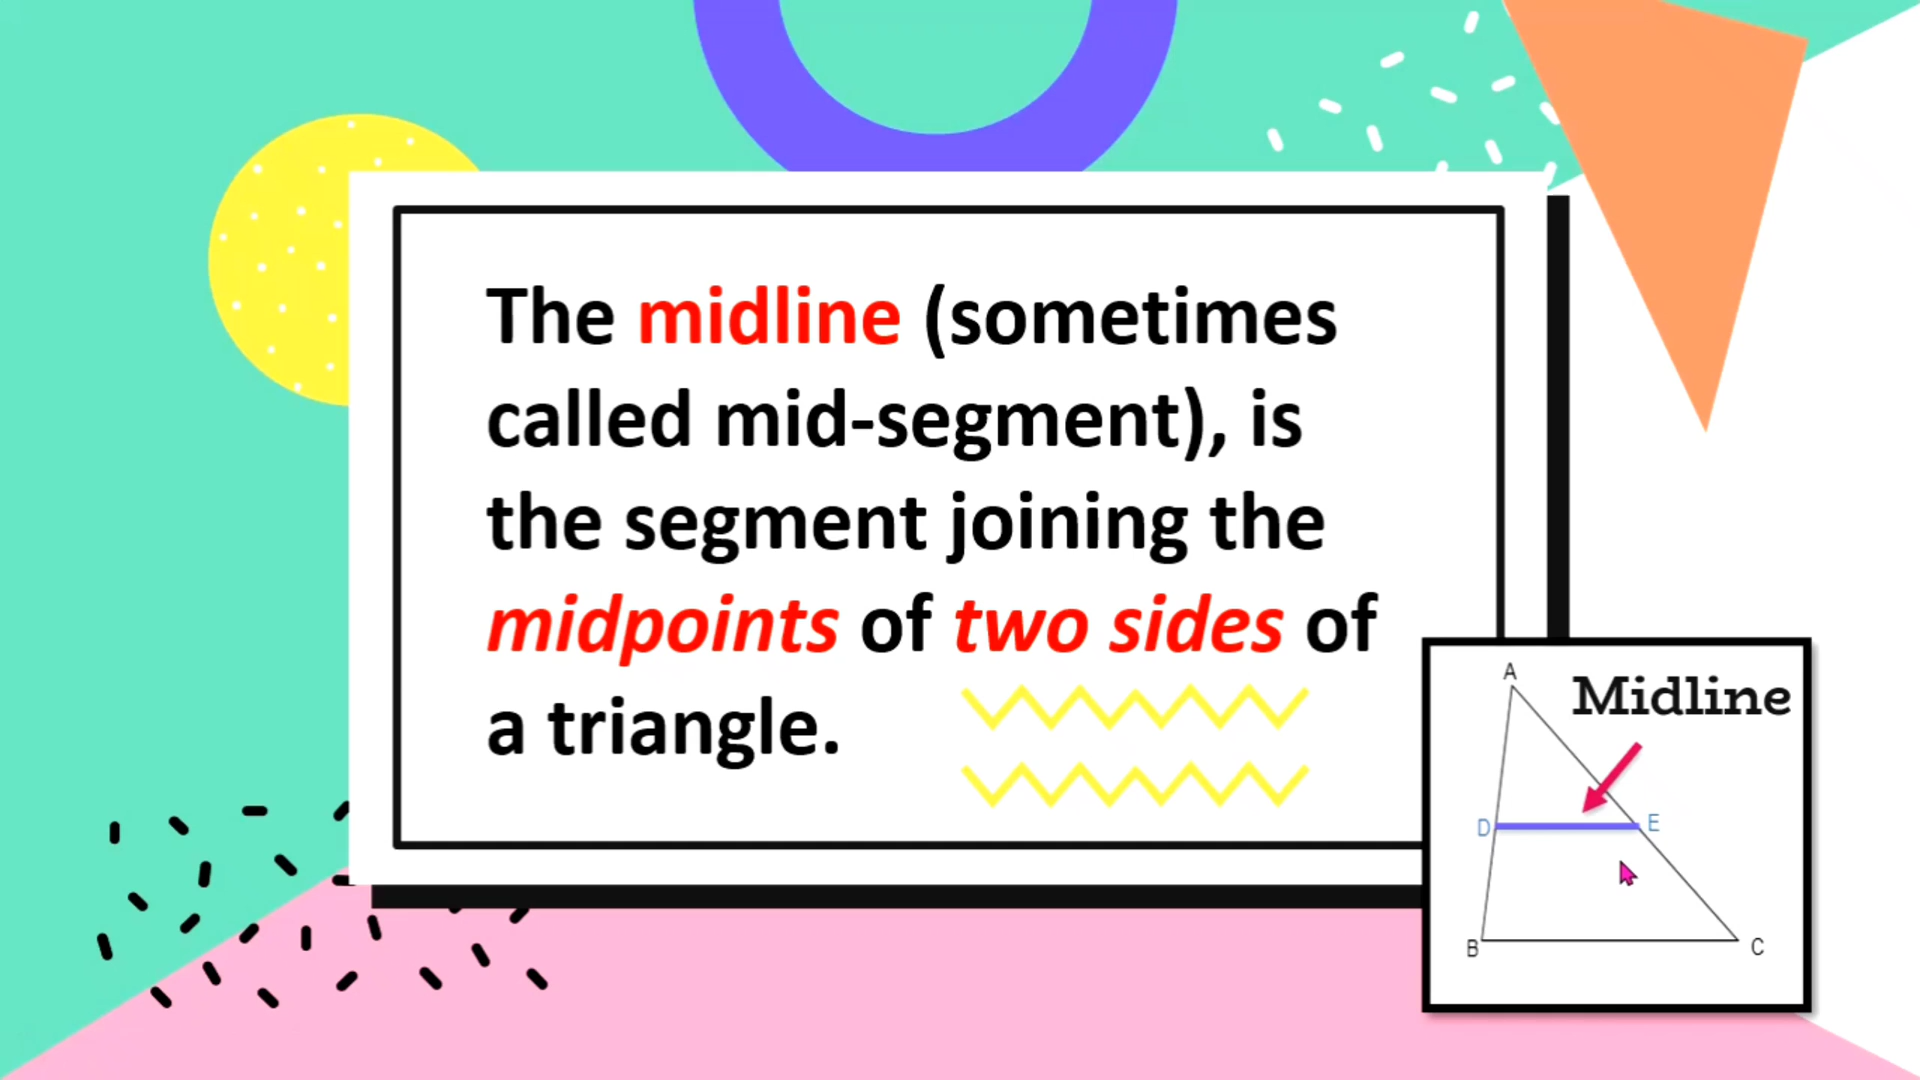 The midline (sometimes
called mid-segment), is
the segment joining the
midpoints of two sides of
a triangle.
A
Midline
D
E
B
C